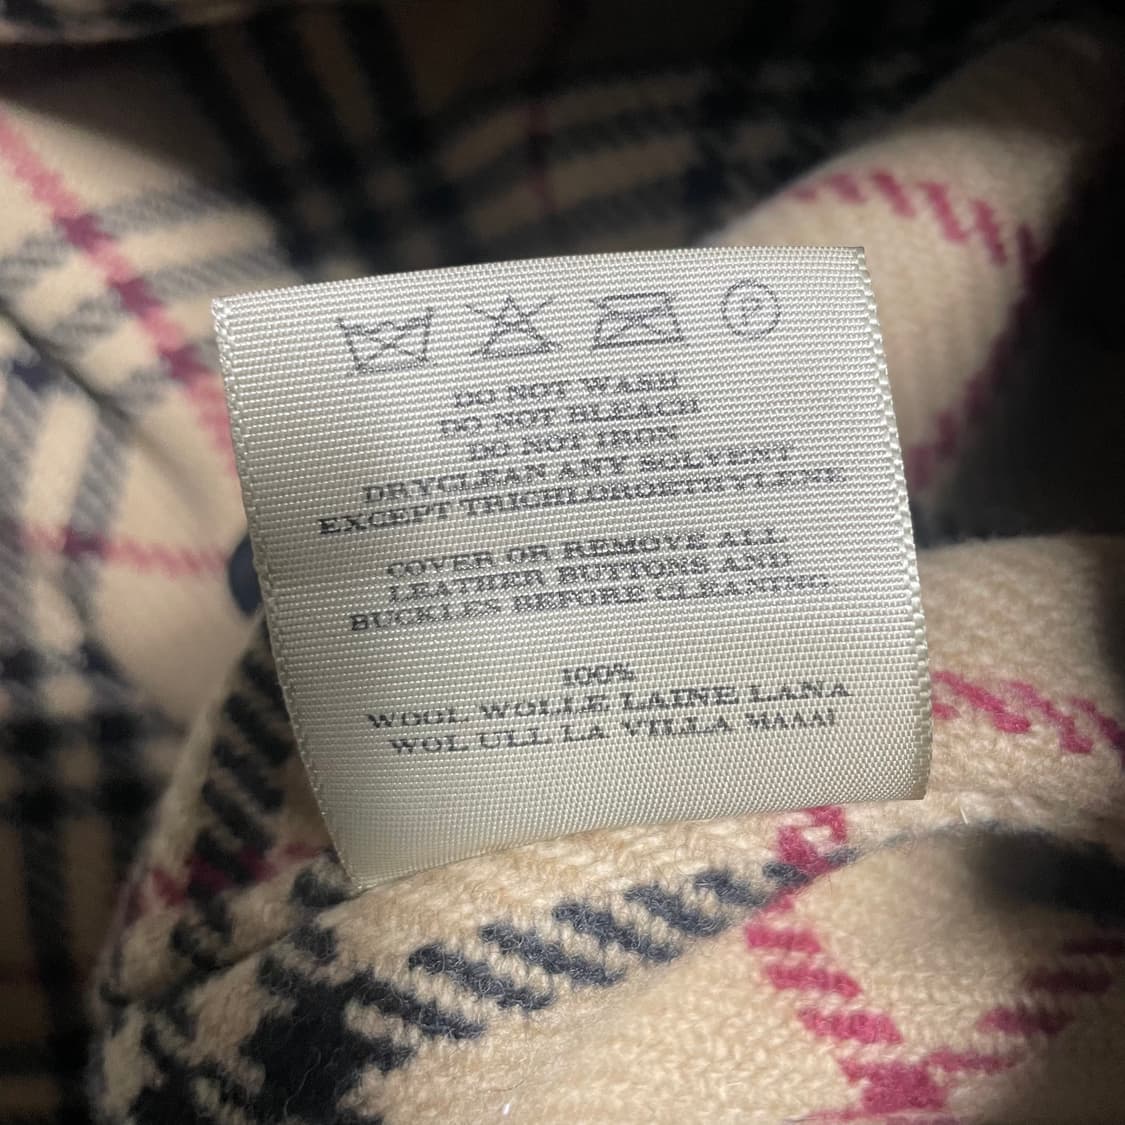 P
DO NOT WASH
DO NOT BLEACH
DO NOT IRON
DRYCLEAN ANY SOLVENT
EXCEPT TRICHLOROETHYLENE
COVER OR REMOVE ALL
LEATHER BUTTONS AND
BUCKLES BEFORE CLEANING
100%
WOOL WOLLE LAINE LANA
WOL ULL LA VILLA